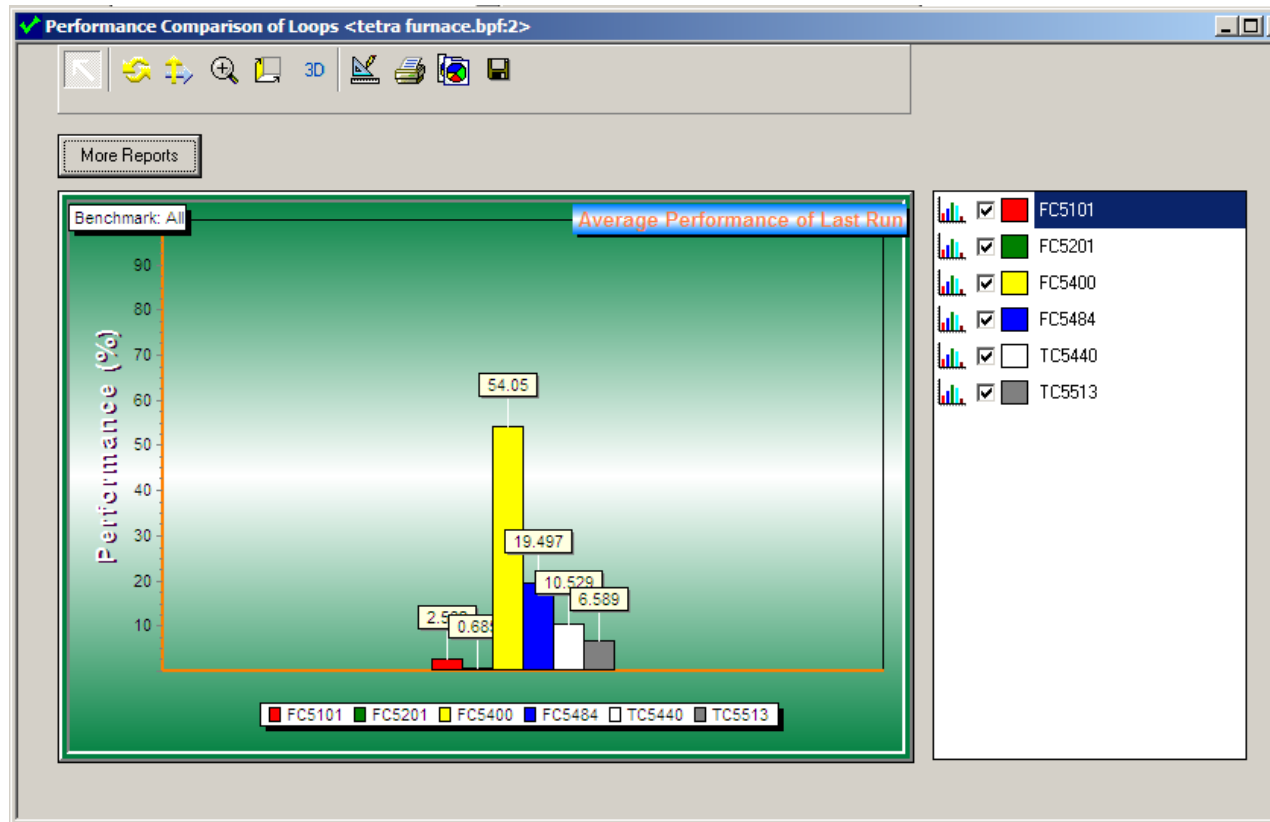 Performance Comparison of Loops <tetra furnace.bpf:2>
3D
More Reports
Benchmark: All
Average Performance of Last Run
FC5101
FC5201
FC5400
FC5484
TC5440
TC5513
Performance (%)
90
80
70
60
50
40
30
20
10
54.05
19.497
10.529
6.589
0.685
FC5101 FC5201 FC5400 FC5484 TC5440 TC5513